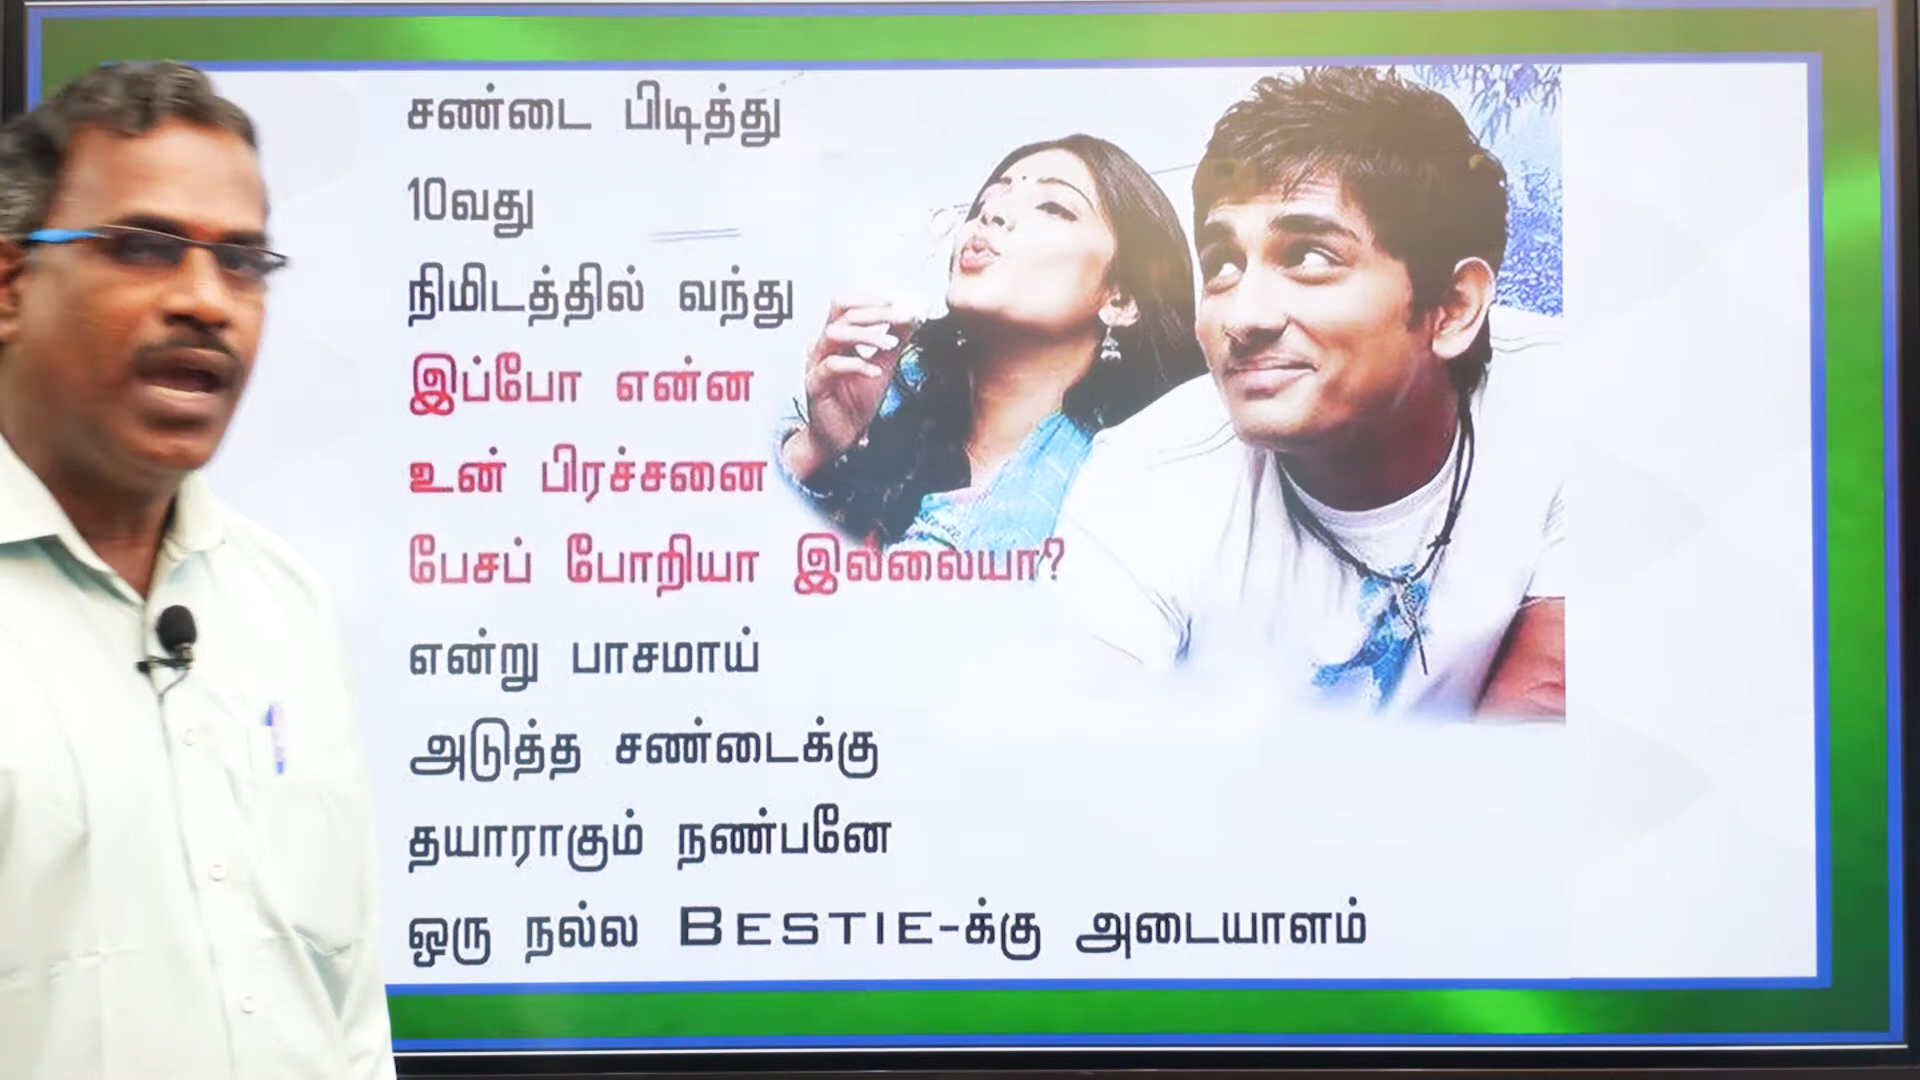 சண்டை பிடித்து
10வது
நிமிடத்தில் வந்து
இப்போ என்ன
உன் பிரச்சனை
பேசப் போறியா இல்லையா?
என்று பாசமாய்
அடுத்த சண்டைக்கு
தயாராகும் நண்பனே
ஒரு நல்ல BESTIE-க்கு அடையாளம்